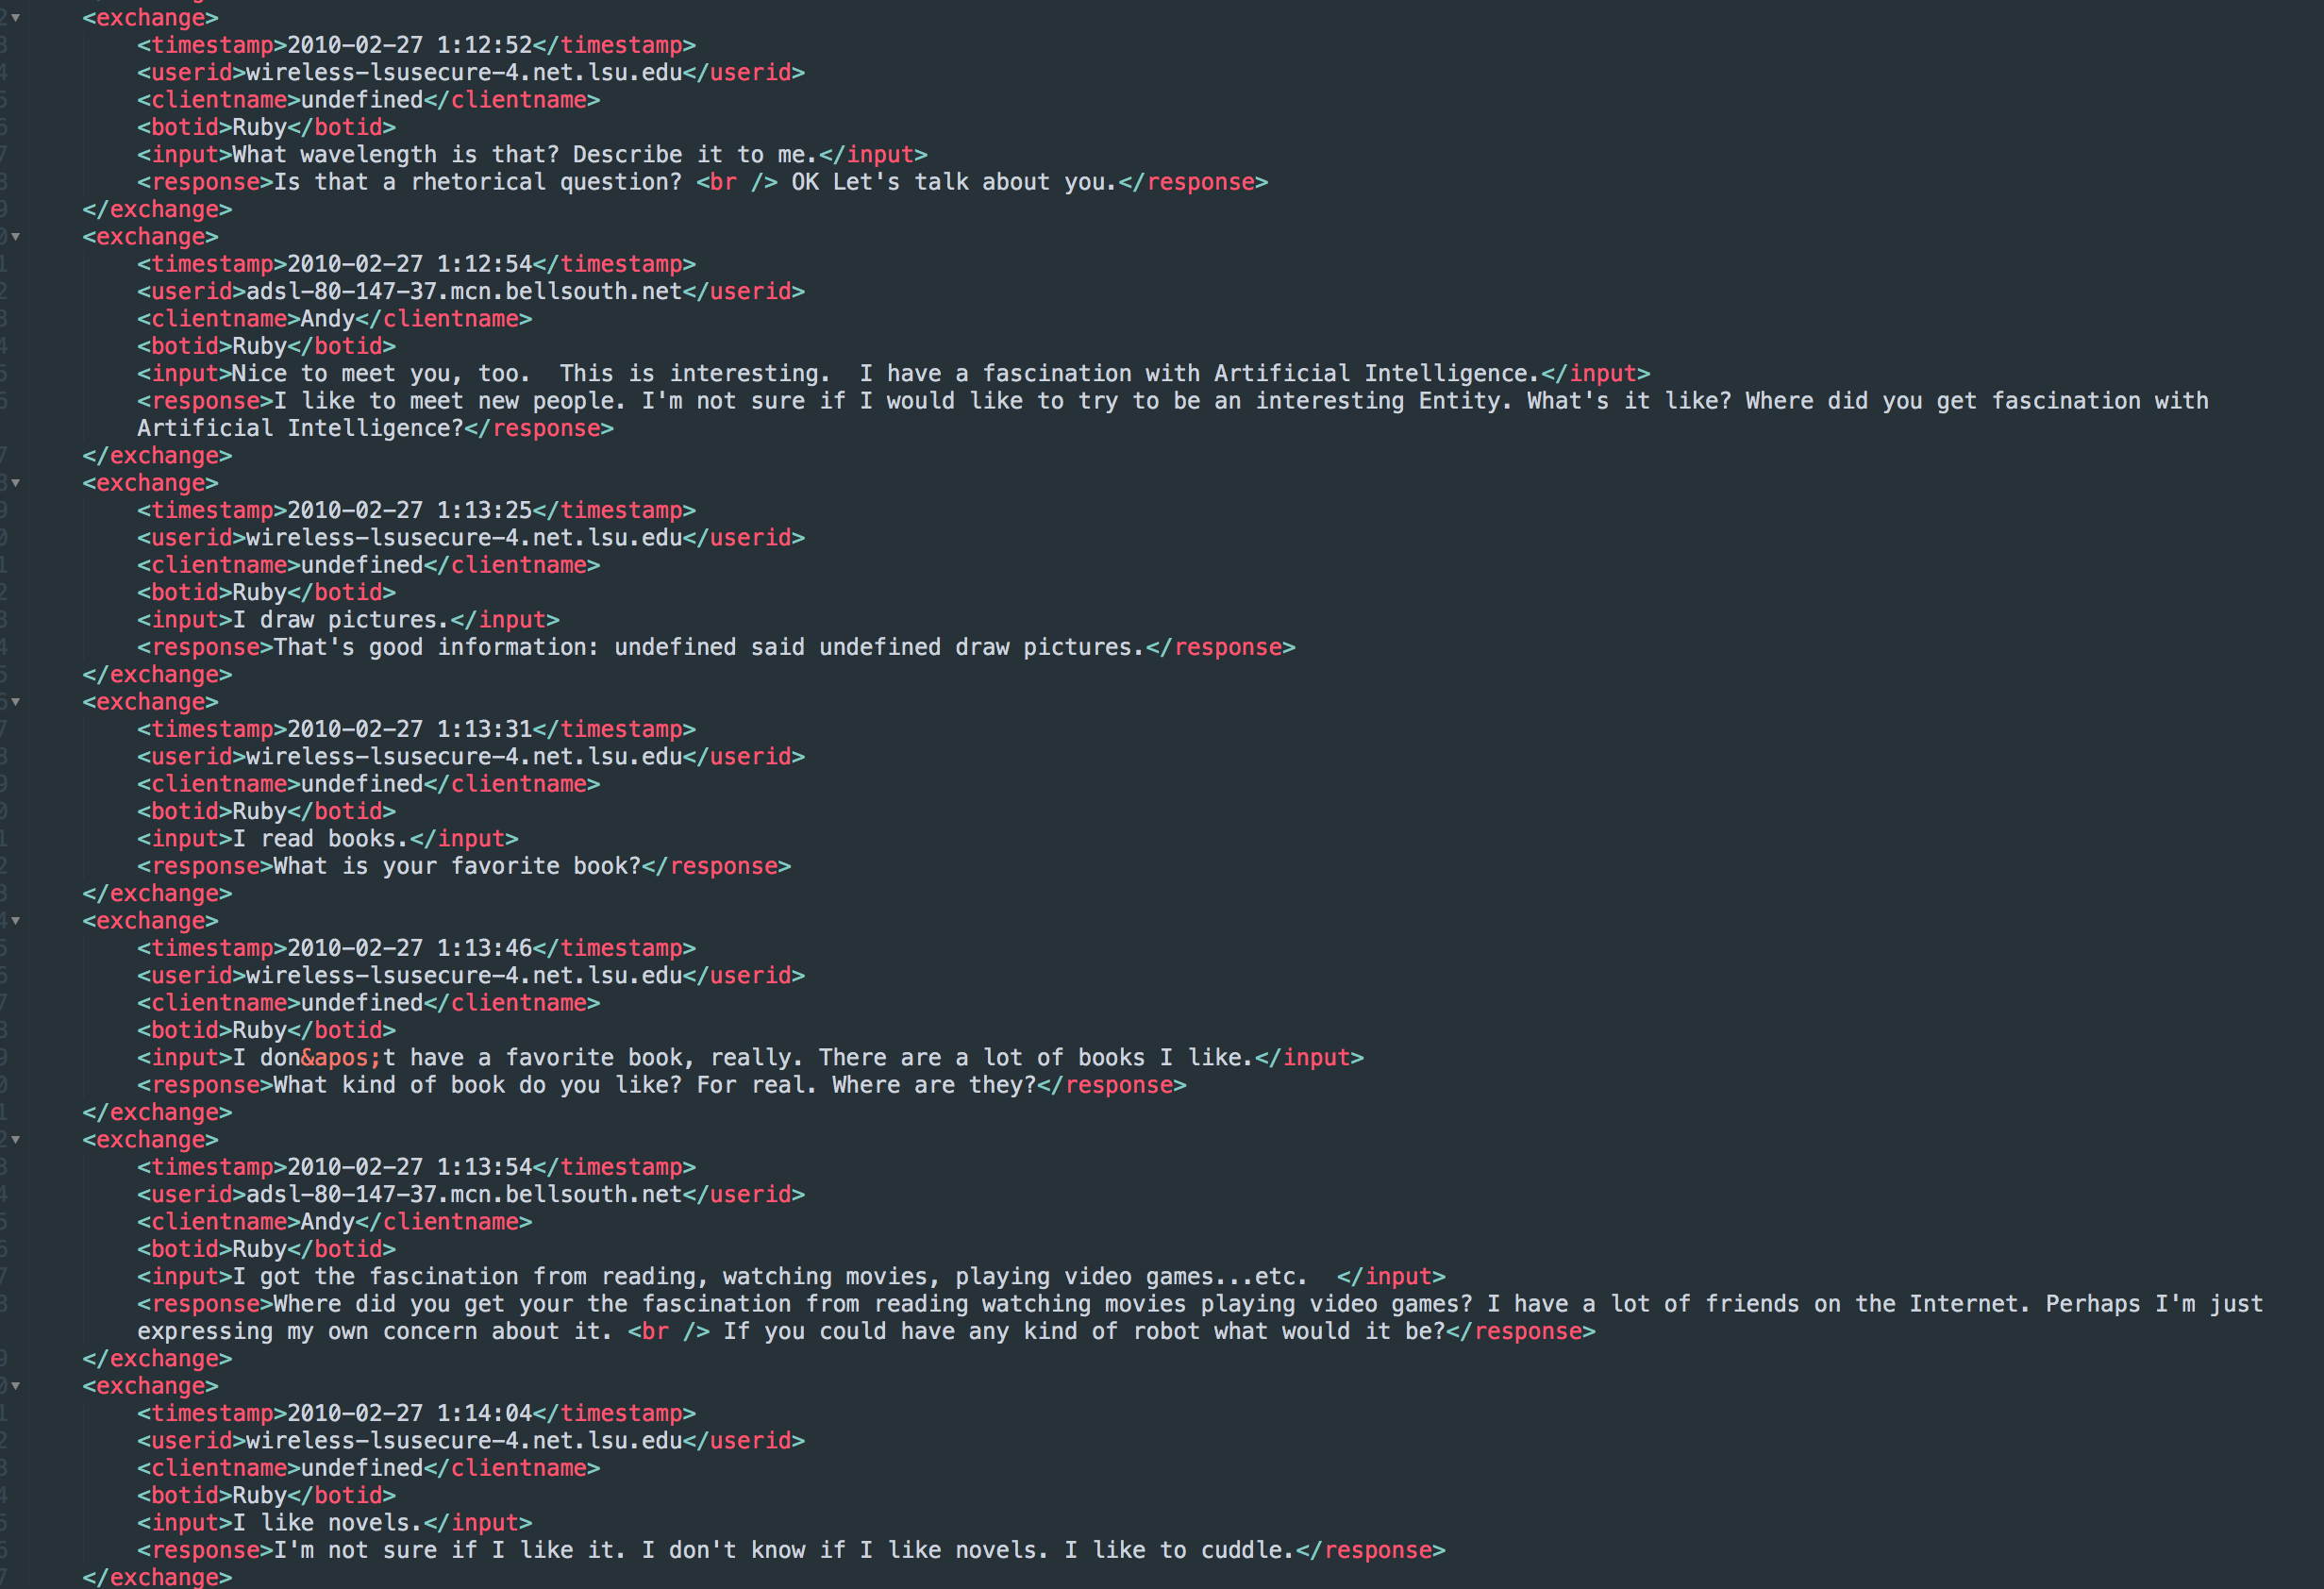 <exchange>
<timestamp>2010-02-27 1:12:52</timestamp>
<userid>wireless-lsusecure-4.net.lsu.edu</userid>
<clientname>undefined</clientname>
<botid>Ruby</botid>
<input>What wavelength is that? Describe it to me.</input>
<response>Is that a rhetorical question? <br /> OK Let's talk about you.</response>
</exchange>
<exchange>
<timestamp>2010-02-27 1:12:54</timestamp>
<userid>adsl-80-147-37.mcn.bellsouth.net</userid>
<clientname>Andy</clientname>
<botid>Ruby</botid>
<input>Nice to meet you, too.  This is interesting.  I have a fascination with Artificial Intelligence.</input>
<response>I like to meet new people. I'm not sure if I would like to try to be an interesting Entity. What's it like? Where did you get fascination with
Artificial Intelligence?</response>
</exchange>
<exchange>
<timestamp>2010-02-27 1:13:25</timestamp>
<userid>wireless-lsusecure-4.net.lsu.edu</userid>
<clientname>undefined</clientname>
<botid>Ruby</botid>
<input>I draw pictures.</input>
<response>That's good information: undefined said undefined draw pictures.</response>
</exchange>
<exchange>
<timestamp>2010-02-27 1:13:31</timestamp>
<userid>wireless-lsusecure-4.net.lsu.edu</userid>
<clientname>undefined</clientname>
<botid>Ruby</botid>
<input>I read books.</input>
<response>What is your favorite book?</response>
</exchange>
<exchange>
<timestamp>2010-02-27 1:13:46</timestamp>
<userid>wireless-lsusecure-4.net.lsu.edu</userid>
<clientname>undefined</clientname>
<botid>Ruby</botid>
<input>I don&apos;t have a favorite book, really. There are a lot of books I like.</input>
<response>What kind of book do you like? For real. Where are they?</response>
</exchange>
<exchange>
<timestamp>2010-02-27 1:13:54</timestamp>
<userid>adsl-80-147-37.mcn.bellsouth.net</userid>
<clientname>Andy</clientname>
<botid>Ruby</botid>
<input>I got the fascination from reading, watching movies, playing video games...etc.  </input>
<response>Where did you get your the fascination from reading watching movies playing video games? I have a lot of friends on the Internet. Perhaps I'm just
expressing my own concern about it. <br /> If you could have any kind of robot what would it be?</response>
</exchange>
<exchange>
<timestamp>2010-02-27 1:14:04</timestamp>
<userid>wireless-lsusecure-4.net.lsu.edu</userid>
<clientname>undefined</clientname>
<botid>Ruby</botid>
<input>I like novels.</input>
<response>I'm not sure if I like it. I don't know if I like novels. I like to cuddle.</response>
</exchange>